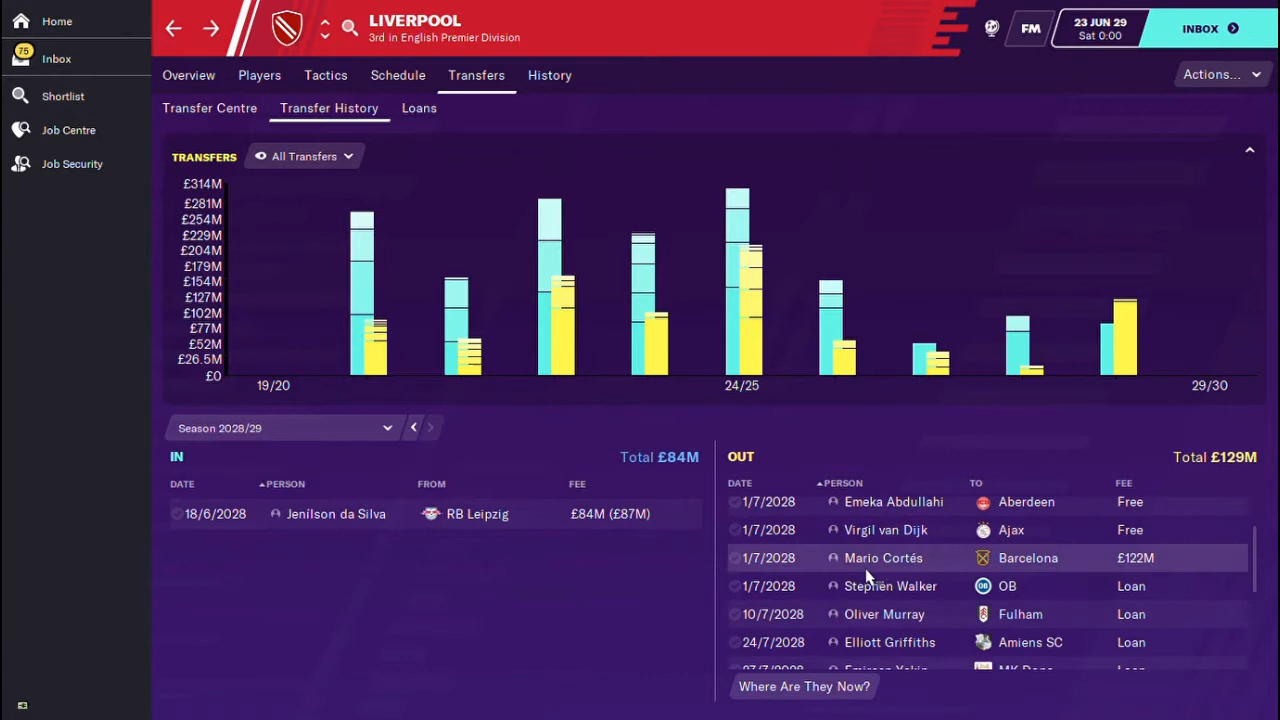 Home
75
Inbox
Shortlist
Job Centre
Job Security
LIVERPOOL
3rd in English Premier Division
FM
23 JUN 29
Sat 0:00
INBOX
Overview Players Tactics Schedule Transfers History
Actions...
Transfer Centre Transfer History Loans
TRANSFERS All Transfers
£314M
£281M
£254M
£229M
£204M
£179M
£154M
£127M
£102M
£77M
£52M
£26.5M
£0
19/20 24/25 29/30
Season 2028/29
IN Total £84M
DATE PERSON FROM FEE
18/6/2028 Jenílson da Silva RB Leipzig £84M (£87M)
OUT Total £129M
DATE PERSON TO FEE
1/7/2028 Emeka Abdullahi Aberdeen Free
1/7/2028 Virgil van Dijk Ajax Free
1/7/2028 Mario Cortés Barcelona £122M
1/7/2028 Stephen Walker OB OB Loan
10/7/2028 Oliver Murray Fulham Loan
24/7/2028 Elliott Griffiths Amiens SC Loan
Where Are They Now?